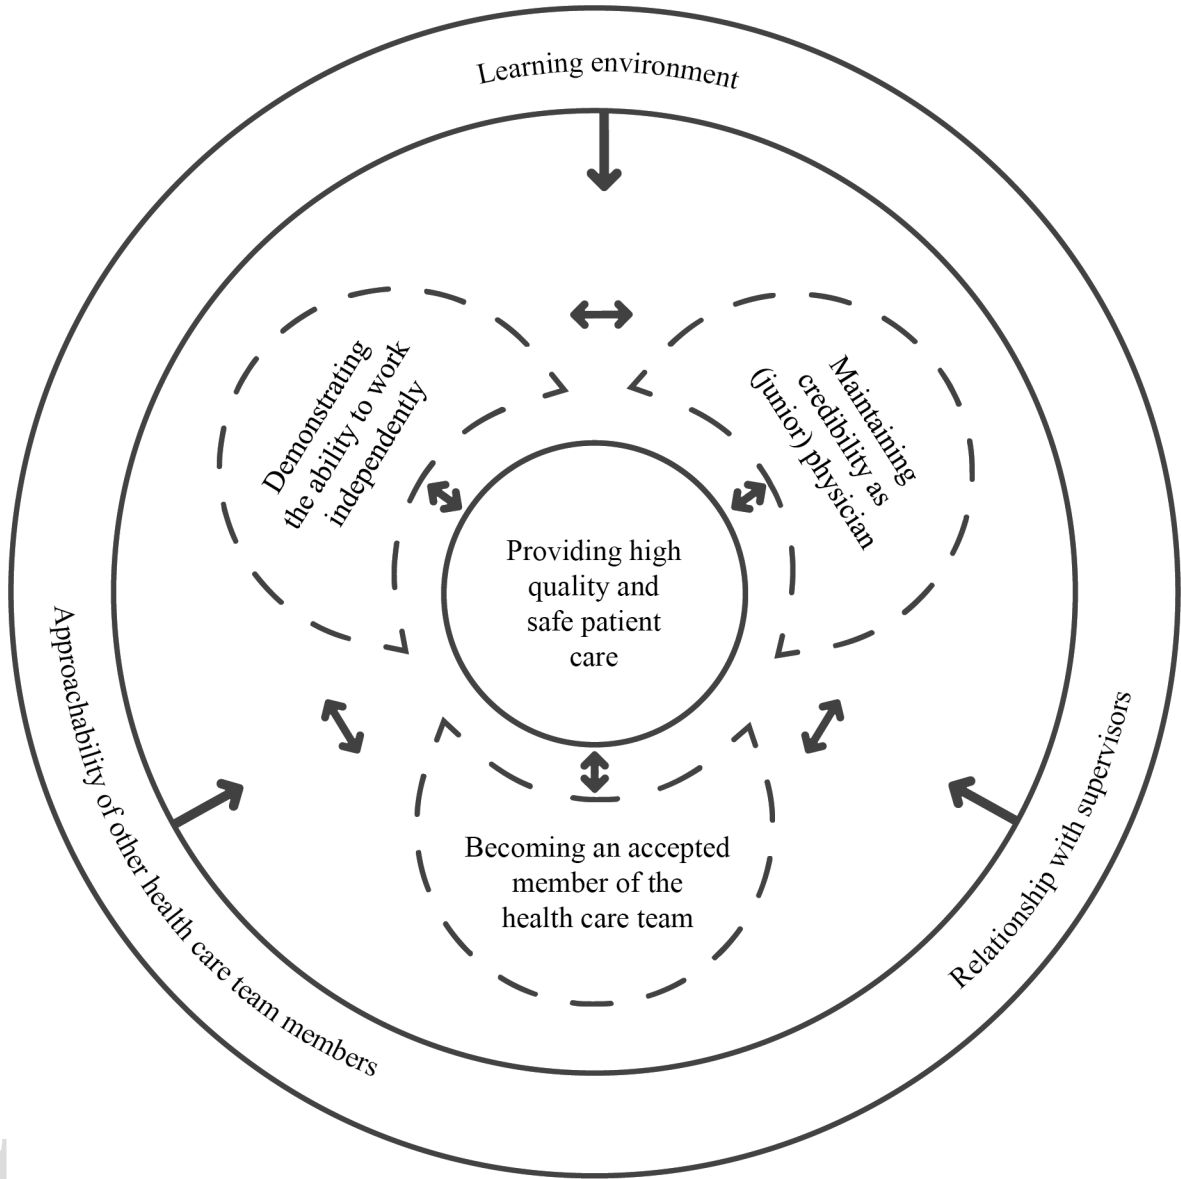 Learning environment
Demonstrating
the ability to work
independently
Maintaining
credibility as
(junior) physician
Providing high
quality and
safe patient
care
Becoming an accepted
member of the
health care team
Approachability of other health care team members
Relationship with supervisors